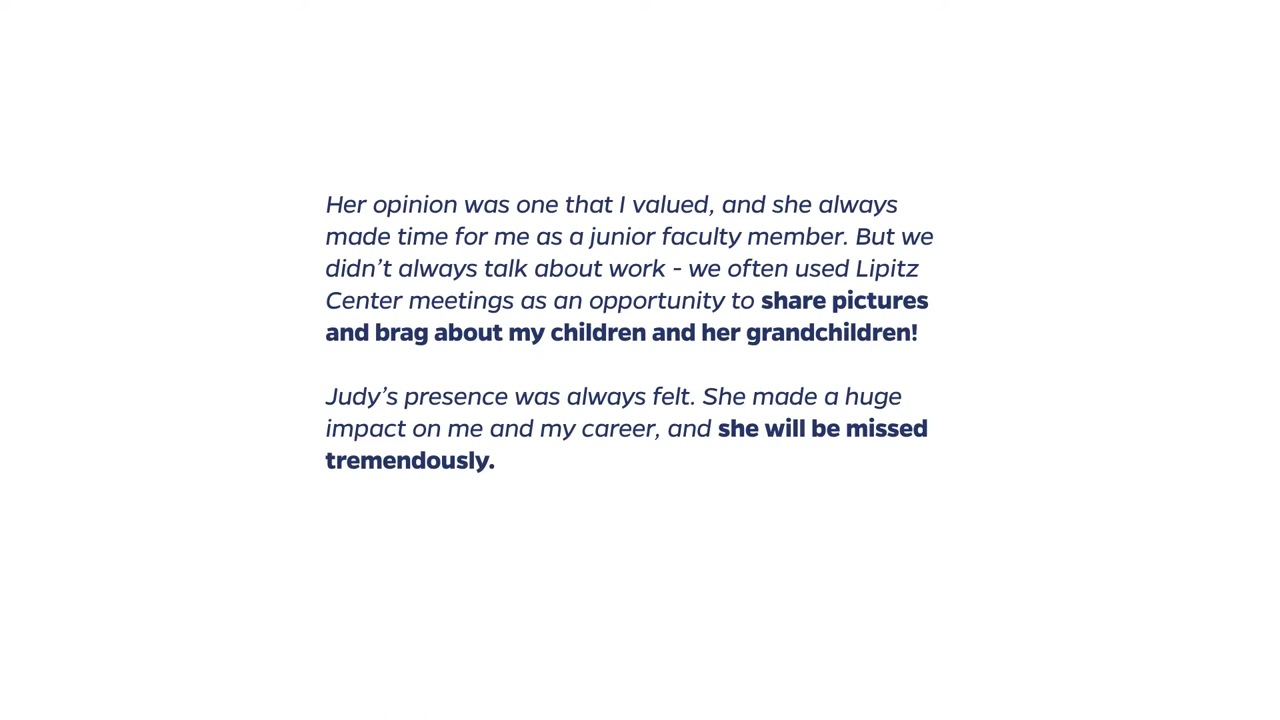 Her opinion was one that I valued, and she always
made time for me as a junior faculty member. But we
didn’t always talk about work - we often used Lipitz
Center meetings as an opportunity to share pictures
and brag about my children and her grandchildren!
Judy’s presence was always felt. She made a huge
impact on me and my career, and she will be missed
tremendously.